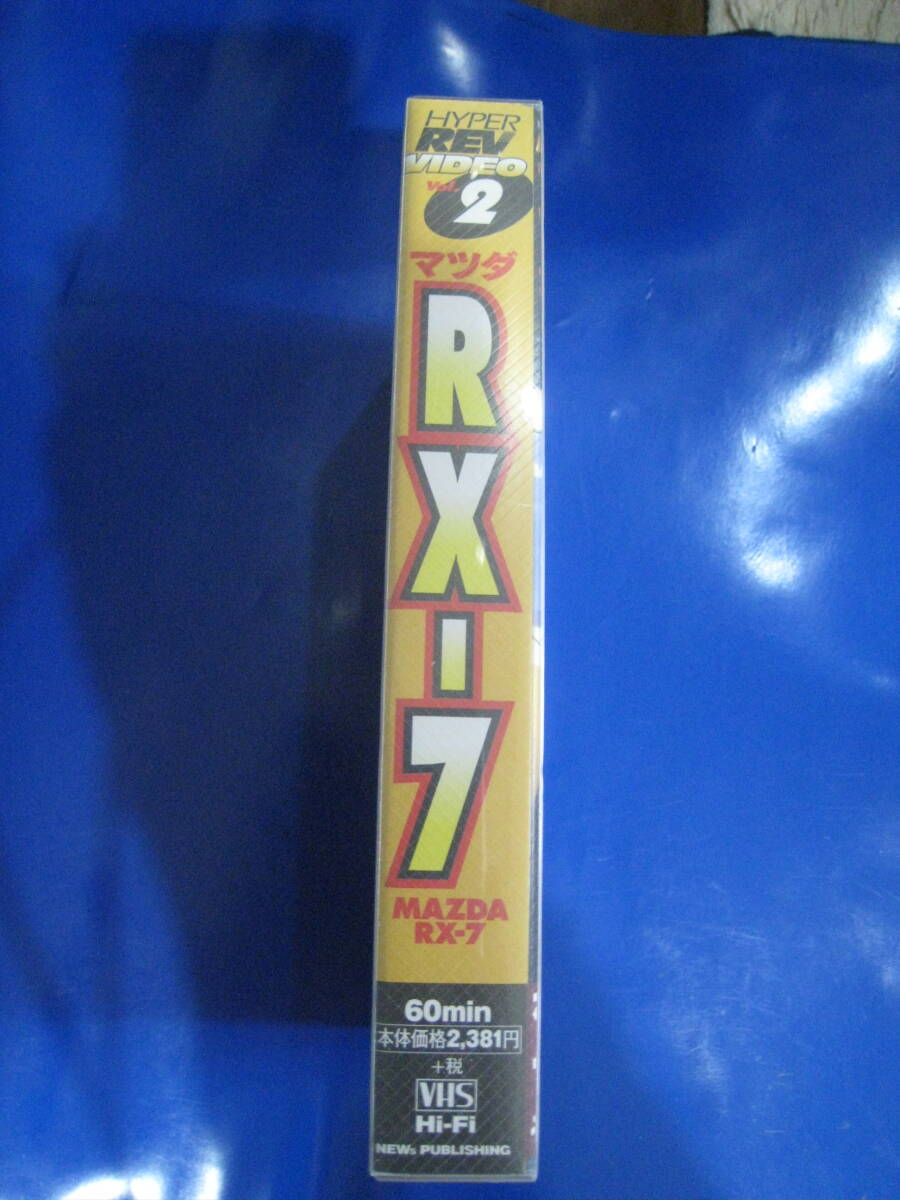 HYPER
REV
VIDEO
Vol.
2
マツダ
RX-7
MAZDA
RX-7
60min
本体価格2,381円
+税
VHS
Hi-Fi
NEWs PUBLISHING